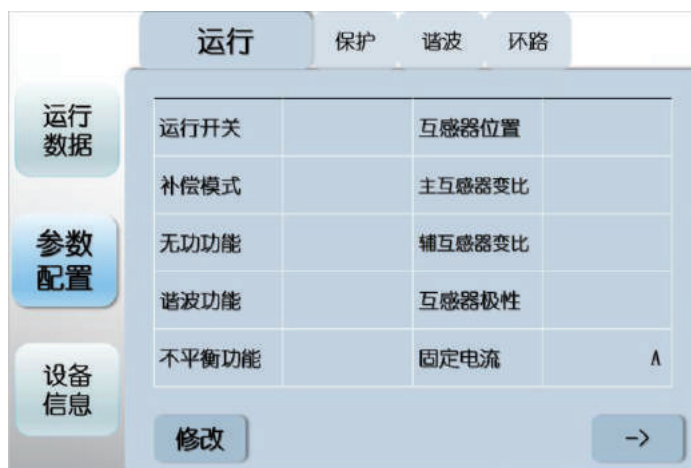 运行 保护 谐波 环路
运行
数据
参数
配置
设备
信息
运行开关 互感器位置
补偿模式 主互感器变比
无功功能 辅互感器变比
谐波功能 互感器极性
不平衡功能 固定电流 A
修改 ->